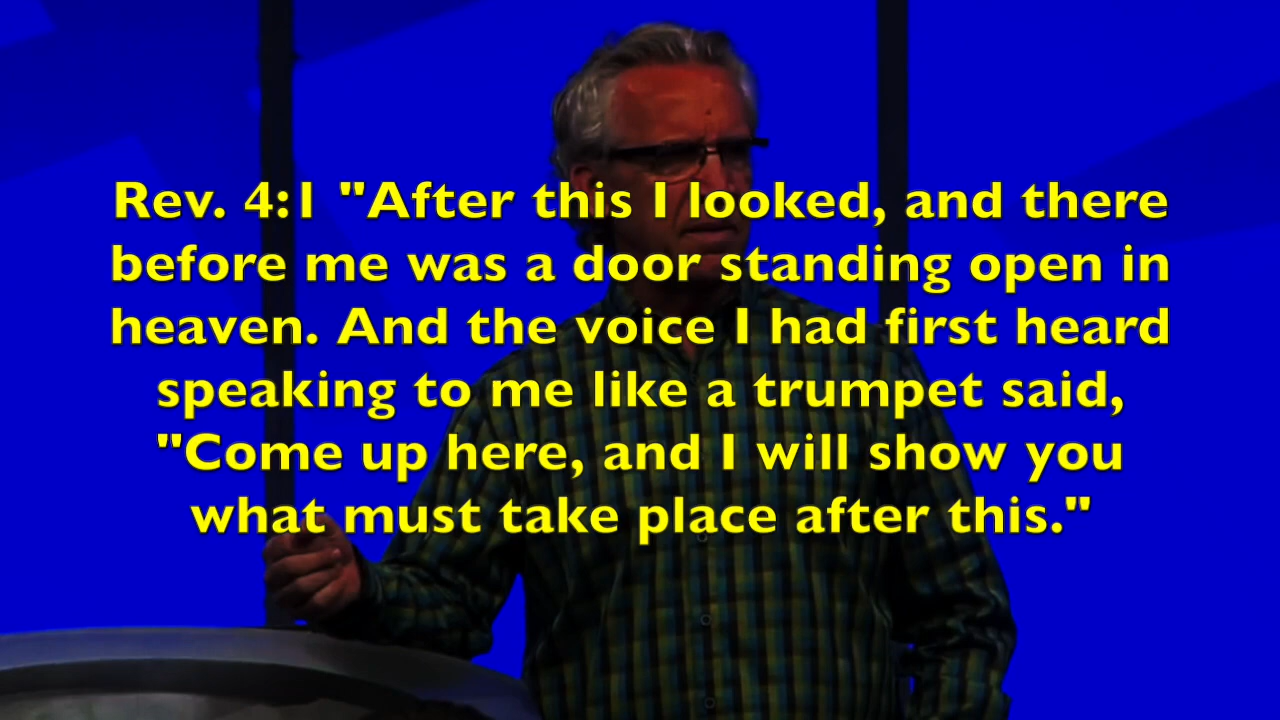 Rev. 4:1 "After this I looked, and there
before me was a door standing open in
heaven. And the voice I had first heard
speaking to me like a trumpet said,
"Come up here, and I will show you
what must take place after this."